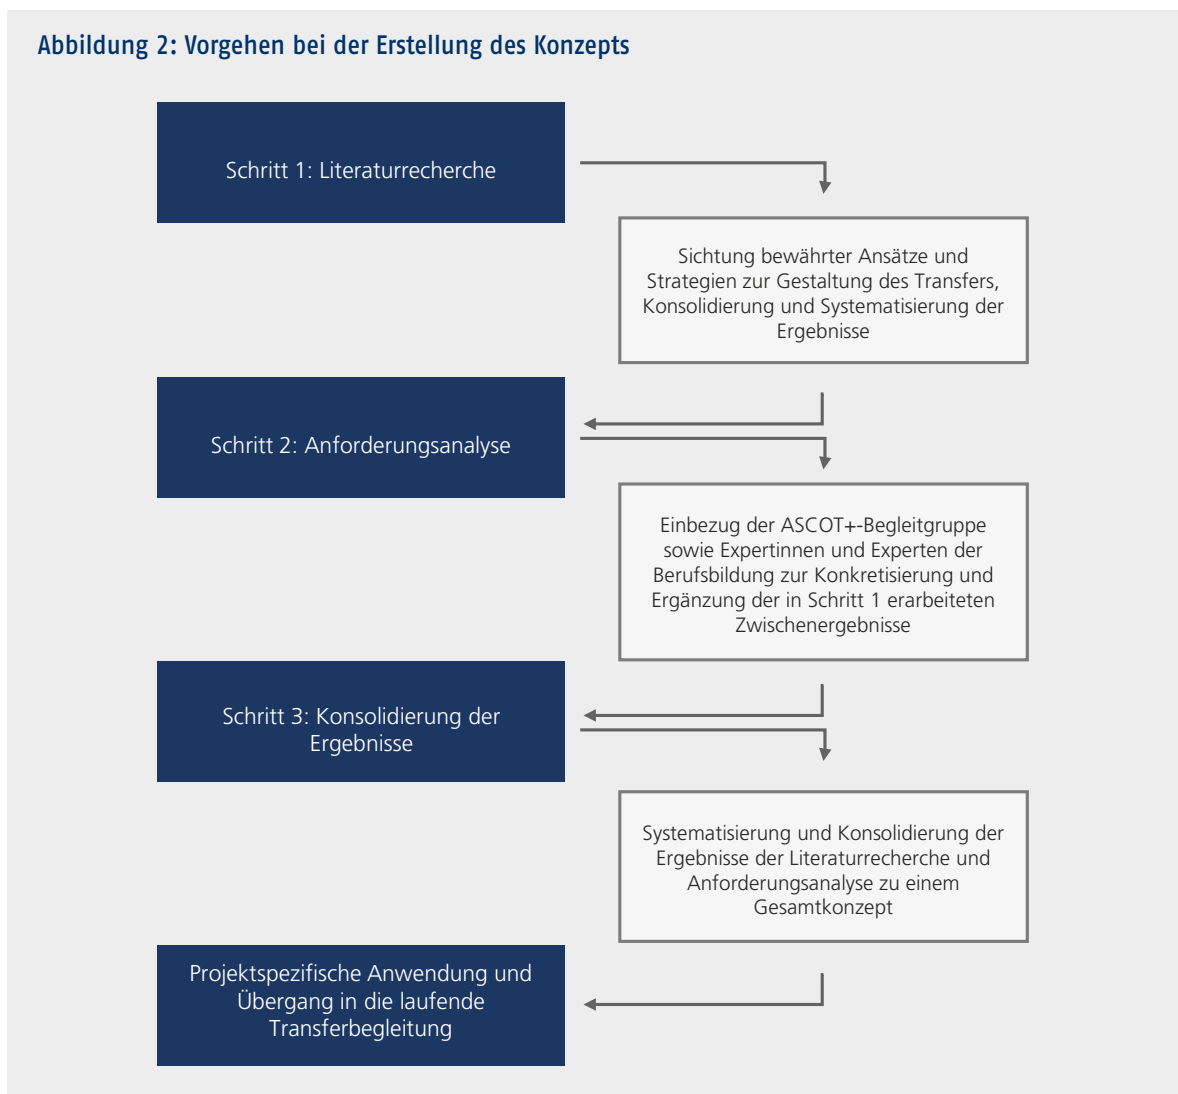 Abbildung 2: Vorgehen bei der Erstellung des Konzepts
Schritt 1: Literaturrecherche
Sichtung bewährter Ansätze und
Strategien zur Gestaltung des Transfers,
Konsolidierung und Systematisierung der
Ergebnisse
Schritt 2: Anforderungsanalyse
Einbezug der ASCOT+-Begleitgruppe
sowie Expertinnen und Experten der
Berufsbildung zur Konkretisierung und
Ergänzung der in Schritt 1 erarbeiteten
Zwischenergebnisse
Schritt 3: Konsolidierung der
Ergebnisse
Systematisierung und Konsolidierung der
Ergebnisse der Literaturrecherche und
Anforderungsanalyse zu einem
Gesamtkonzept
Projektspezifische Anwendung und
Übergang in die laufende
Transferbegleitung